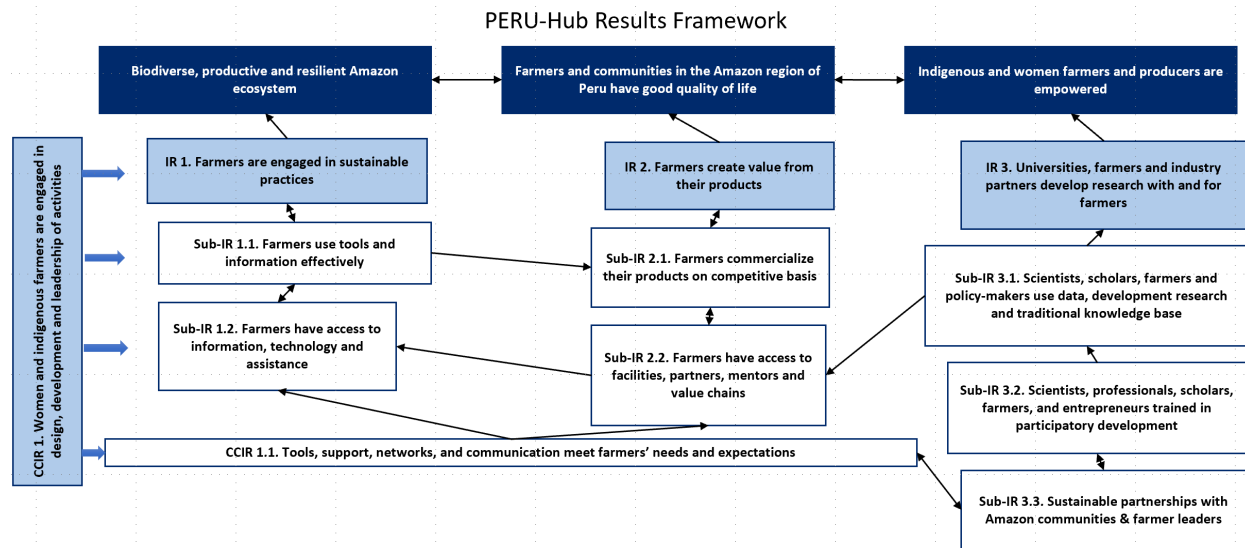 PERU-Hub Results Framework
Biodiverse, productive and resilient Amazon
ecosystem
Farmers and communities in the Amazon region of
Peru have good quality of life
Indigenous and women farmers and producers are
empowered
CCIR 1. Women and indigenous farmers are engaged in
design, development and leadership of activities
IR 1. Farmers are engaged in sustainable
practices
IR 2. Farmers create value from
their products
IR 3. Universities, farmers and industry
partners develop research with and for
farmers
Sub-IR 1.1. Farmers use tools and
information effectively
Sub-IR 2.1. Farmers commercialize
their products on competitive basis
Sub-IR 3.1. Scientists, scholars, farmers and
policy-makers use data, development research
and traditional knowledge base
Sub-IR 1.2. Farmers have access to
information, technology and
assistance
Sub-IR 2.2. Farmers have access to
facilities, partners, mentors and
value chains
Sub-IR 3.2. Scientists, professionals, scholars,
farmers, and entrepreneurs trained in
participatory development
CCIR 1.1. Tools, support, networks, and communication meet farmers’ needs and expectations
Sub-IR 3.3. Sustainable partnerships with
Amazon communities & farmer leaders